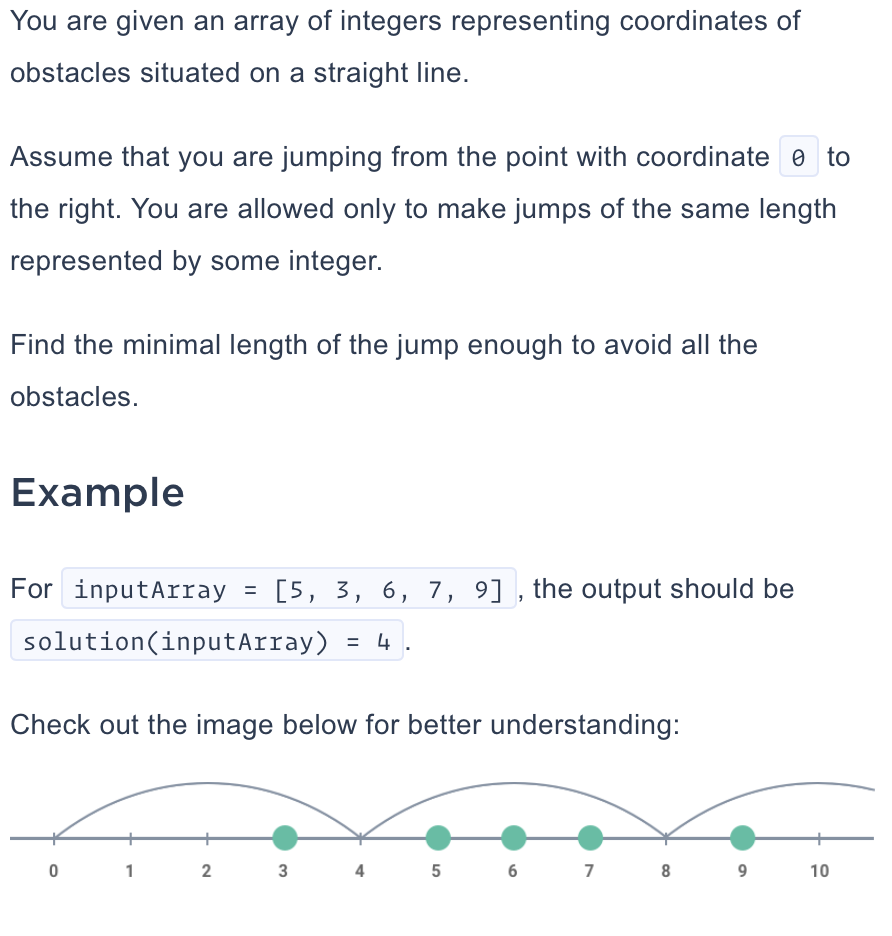 You are given an array of integers representing coordinates of
obstacles situated on a straight line.
Assume that you are jumping from the point with coordinate 0 to
the right. You are allowed only to make jumps of the same length
represented by some integer.
Find the minimal length of the jump enough to avoid all the
obstacles.
Example
For inputArray = [5, 3, 6, 7, 9], the output should be
solution(inputArray) = 4.
Check out the image below for better understanding:
0 1 2 3 4 5 6 7 8 9 10